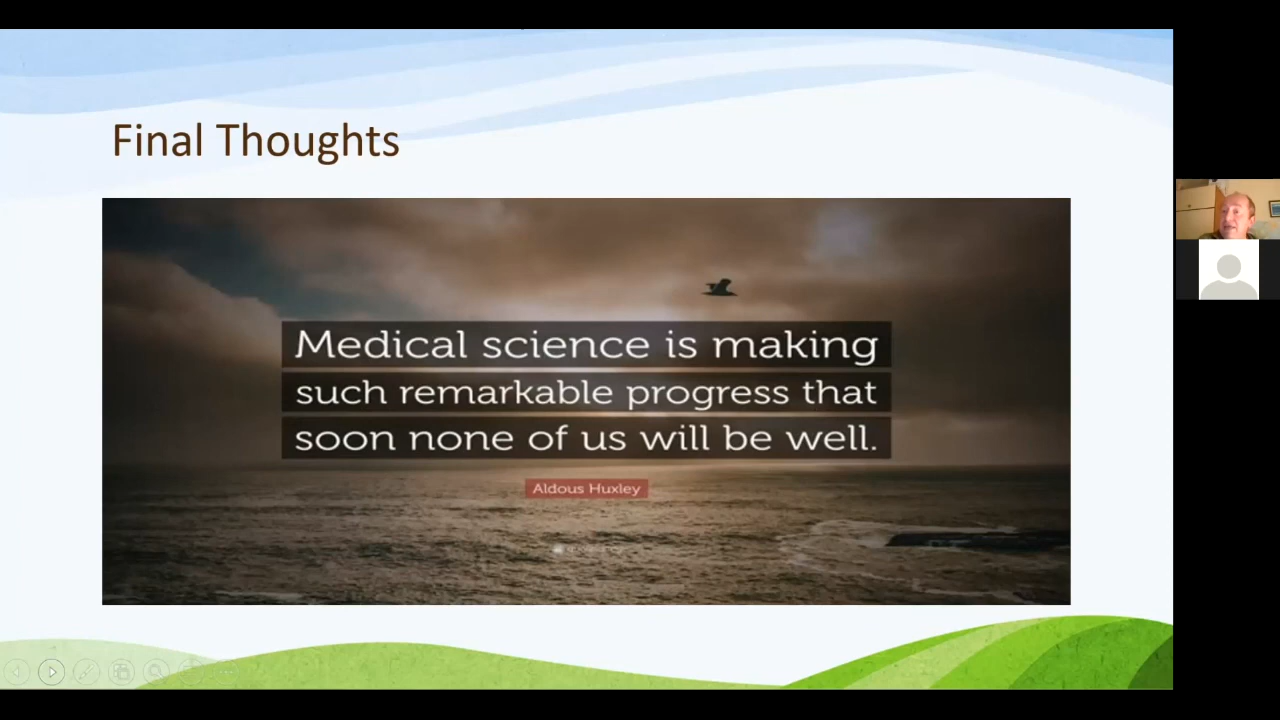 Final Thoughts
Medical science is making
such remarkable progress that
soon none of us will be well.
Aldous Huxley